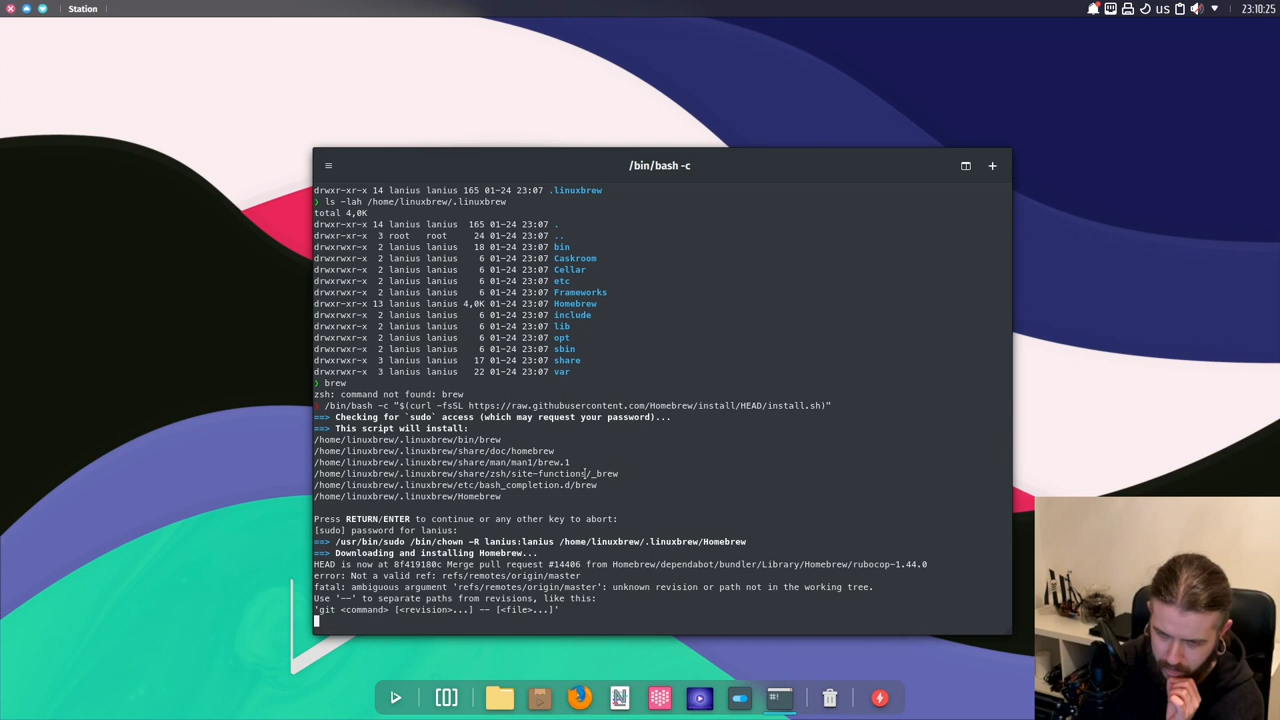 Station
us
23:10:25
/bin/bash -c
drwxr-xr-x 14 lanius lanius 165 01-24 23:07 .linuxbrew
❯ ls -lah /home/linuxbrew/.linuxbrew
total 4,0K
drwxr-xr-x 14 lanius lanius  165 01-24 23:07 .
drwxr-xr-x  3 root   root     24 01-24 23:07 ..
drwxrwxr-x  2 lanius lanius   18 01-24 23:07 bin
drwxrwxr-x  2 lanius lanius    6 01-24 23:07 Caskroom
drwxrwxr-x  2 lanius lanius    6 01-24 23:07 Cellar
drwxrwxr-x  2 lanius lanius    6 01-24 23:07 etc
drwxrwxr-x  2 lanius lanius    6 01-24 23:07 Frameworks
drwxrwxr-x 13 lanius lanius 4,0K 01-24 23:07 Homebrew
drwxrwxr-x  2 lanius lanius    6 01-24 23:07 include
drwxrwxr-x  2 lanius lanius    6 01-24 23:07 lib
drwxrwxr-x  2 lanius lanius    6 01-24 23:07 opt
drwxrwxr-x  2 lanius lanius    6 01-24 23:07 sbin
drwxrwxr-x  3 lanius lanius   17 01-24 23:07 share
drwxrwxr-x  3 lanius lanius   22 01-24 23:07 var
❯ brew
zsh: command not found: brew
❯ /bin/bash -c "$(curl -fsSL https://raw.githubusercontent.com/Homebrew/install/HEAD/install.sh)"
==> Checking for `sudo` access (which may request your password)...
==> This script will install:
/home/linuxbrew/.linuxbrew/bin/brew
/home/linuxbrew/.linuxbrew/share/doc/homebrew
/home/linuxbrew/.linuxbrew/share/man/man1/brew.1
/home/linuxbrew/.linuxbrew/share/zsh/site-functions/_brew
/home/linuxbrew/.linuxbrew/etc/bash_completion.d/brew
/home/linuxbrew/.linuxbrew/Homebrew
Press RETURN/ENTER to continue or any other key to abort:
[sudo] password for lanius:
==> /usr/bin/sudo /bin/chown -R lanius:lanius /home/linuxbrew/.linuxbrew/Homebrew
==> Downloading and installing Homebrew...
HEAD is now at 8f419180c Merge pull request #14406 from Homebrew/dependabot/bundler/Library/Homebrew/rubocop-1.44.0
error: Not a valid ref: refs/remotes/origin/master
fatal: ambiguous argument 'refs/remotes/origin/master': unknown revision or path not in the working tree.
Use '--' to separate paths from revisions, like this:
'git <command> [<revision>...] -- [<file>...]'